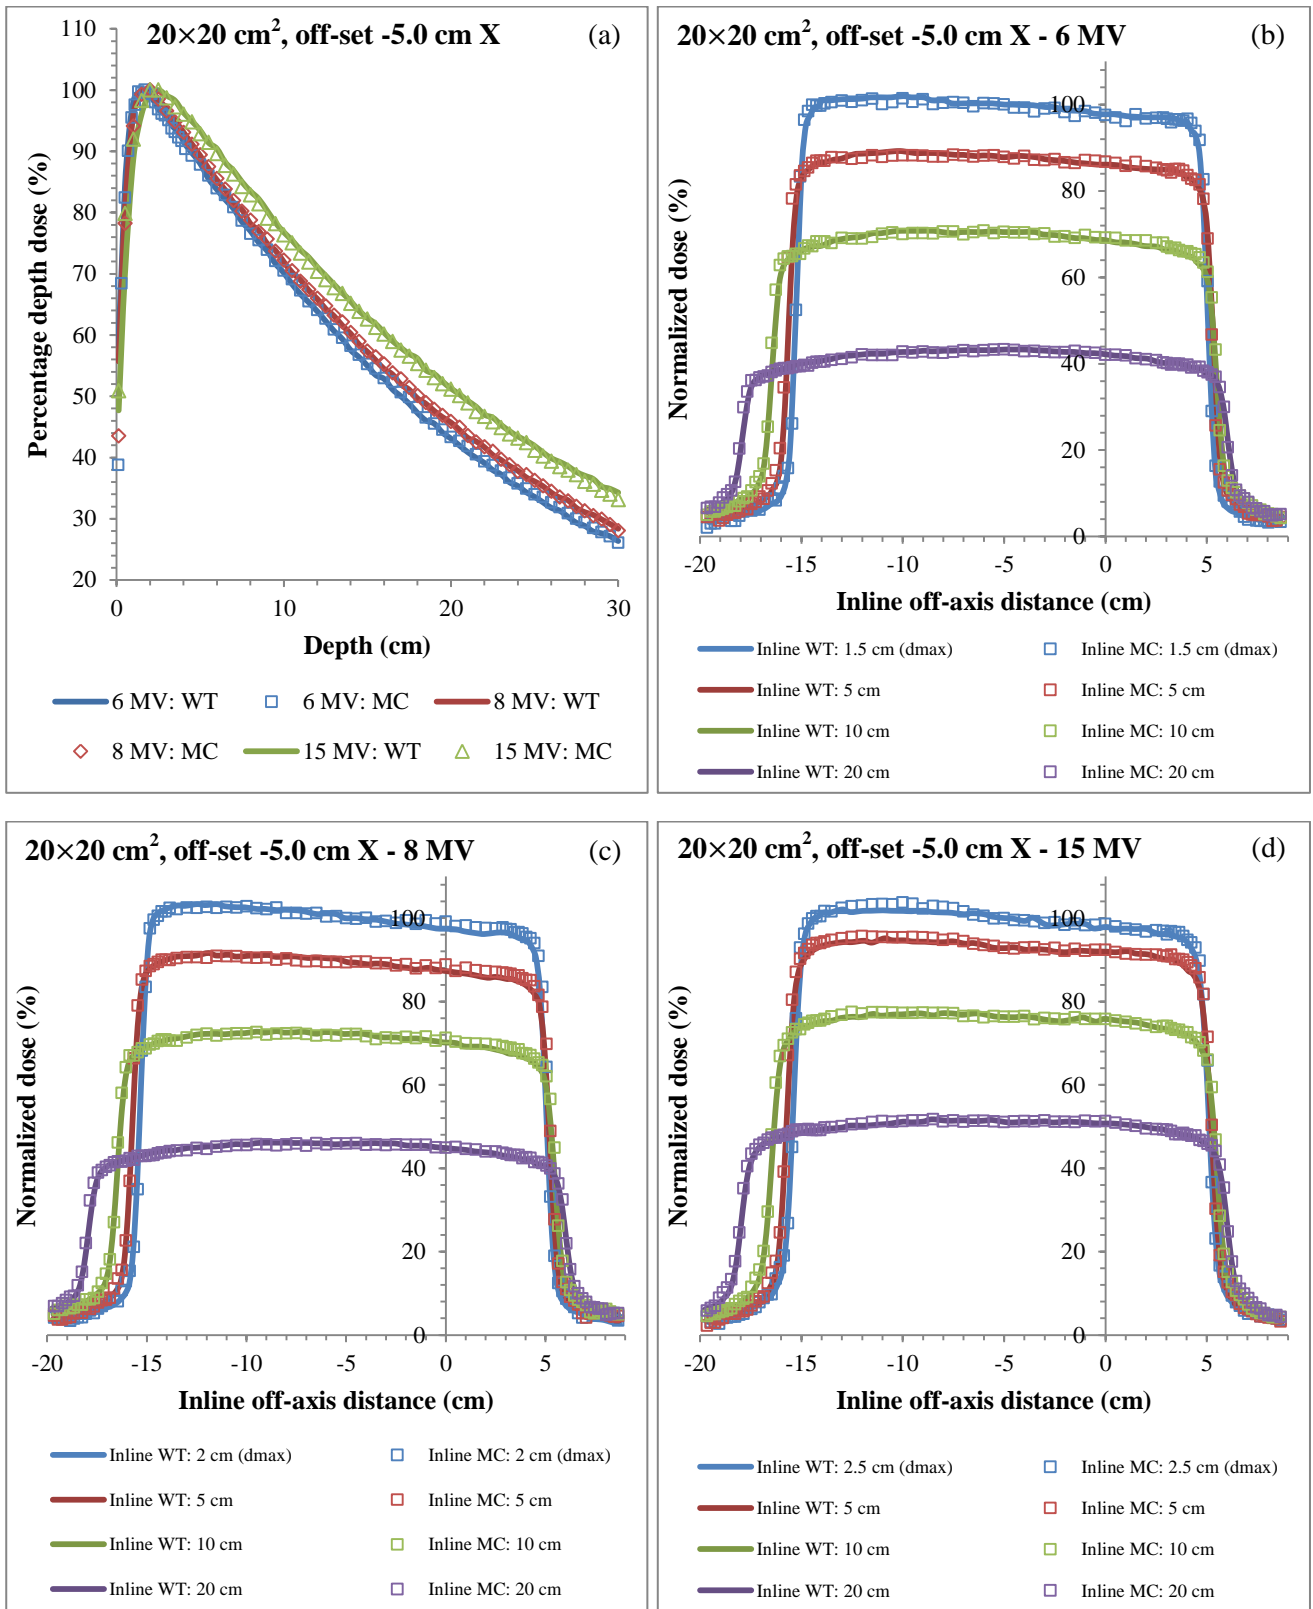 20×20 cm², off-set -5.0 cm X (a)
110
100
90
80
70
60
50
40
30
20
Percentage depth dose (%)
0 10 20 30
Depth (cm)
6 MV: WT 6 MV: MC 8 MV: WT
8 MV: MC 15 MV: WT 15 MV: MC
20×20 cm², off-set -5.0 cm X - 6 MV (b)
100
80
60
40
20
0
Normalized dose (%)
-20 -15 -10 -5 0 5
Inline off-axis distance (cm)
Inline WT: 1.5 cm (dmax) Inline MC: 1.5 cm (dmax)
Inline WT: 5 cm Inline MC: 5 cm
Inline WT: 10 cm Inline MC: 10 cm
Inline WT: 20 cm Inline MC: 20 cm
20×20 cm², off-set -5.0 cm X - 8 MV (c)
100
80
60
40
20
0
Normalized dose (%)
-20 -15 -10 -5 0 5
Inline off-axis distance (cm)
Inline WT: 2 cm (dmax) Inline MC: 2 cm (dmax)
Inline WT: 5 cm Inline MC: 5 cm
Inline WT: 10 cm Inline MC: 10 cm
Inline WT: 20 cm Inline MC: 20 cm
20×20 cm², off-set -5.0 cm X - 15 MV (d)
100
80
60
40
20
0
Normalized dose (%)
-20 -15 -10 -5 0 5
Inline off-axis distance (cm)
Inline WT: 2.5 cm (dmax) Inline MC: 2.5 cm (dmax)
Inline WT: 5 cm Inline MC: 5 cm
Inline WT: 10 cm Inline MC: 10 cm
Inline WT: 20 cm Inline MC: 20 cm